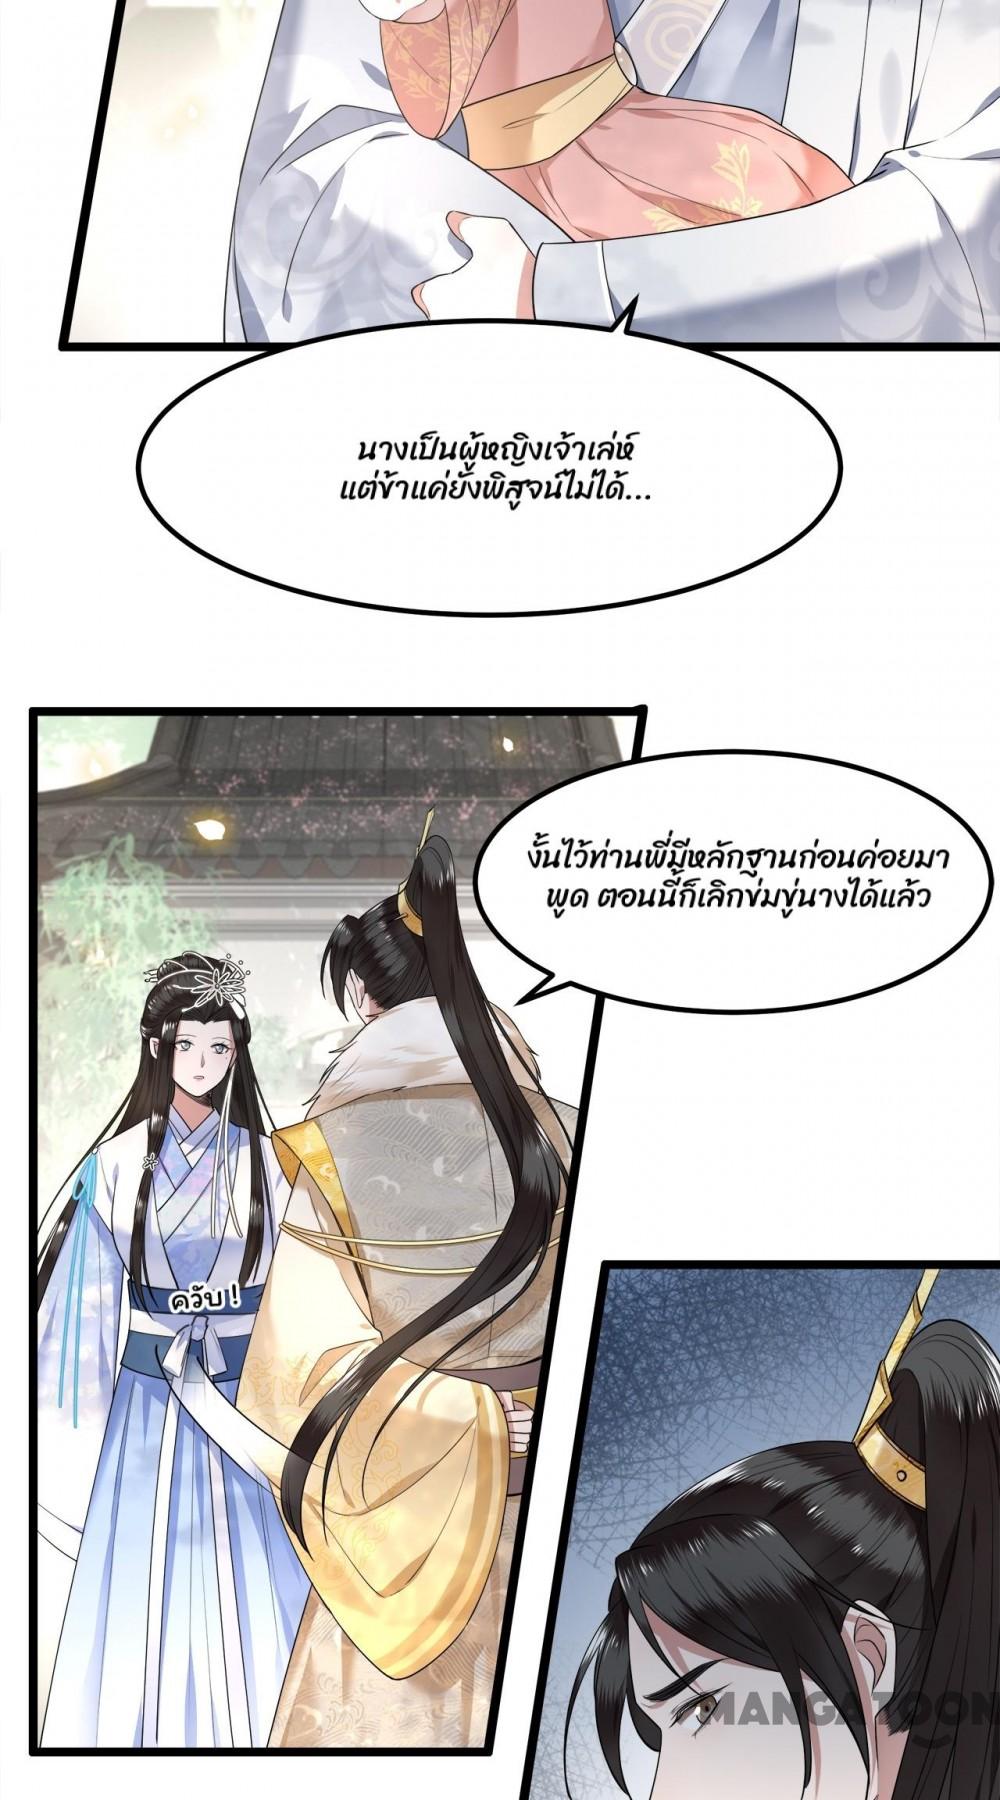 นางเป็นผู้หญิงเจ้าเล่ห์
แต่ข้าแค่ยังพิสูจน์ไม่ได้...
งั้นไว้ท่านพี่มีหลักฐานก่อนค่อยมา
พูด ตอนนี้ก็เลิกข่มขู่นางได้แล้ว
ควับ!
MANGATOON